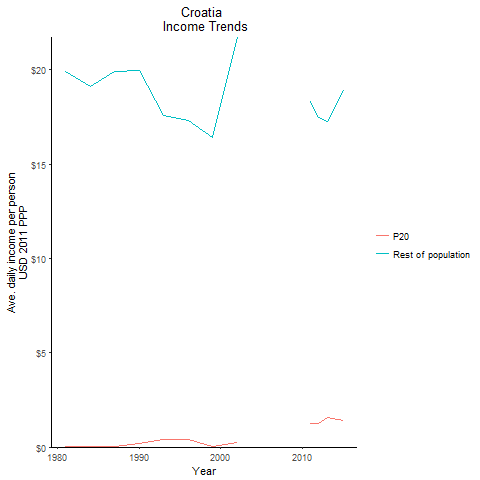 Croatia
Income Trends
Ave. daily income per person
USD 2011 PPP
$20
$15
$10
$5
$0
1980
1990
2000
2010
Year
P20
Rest of population